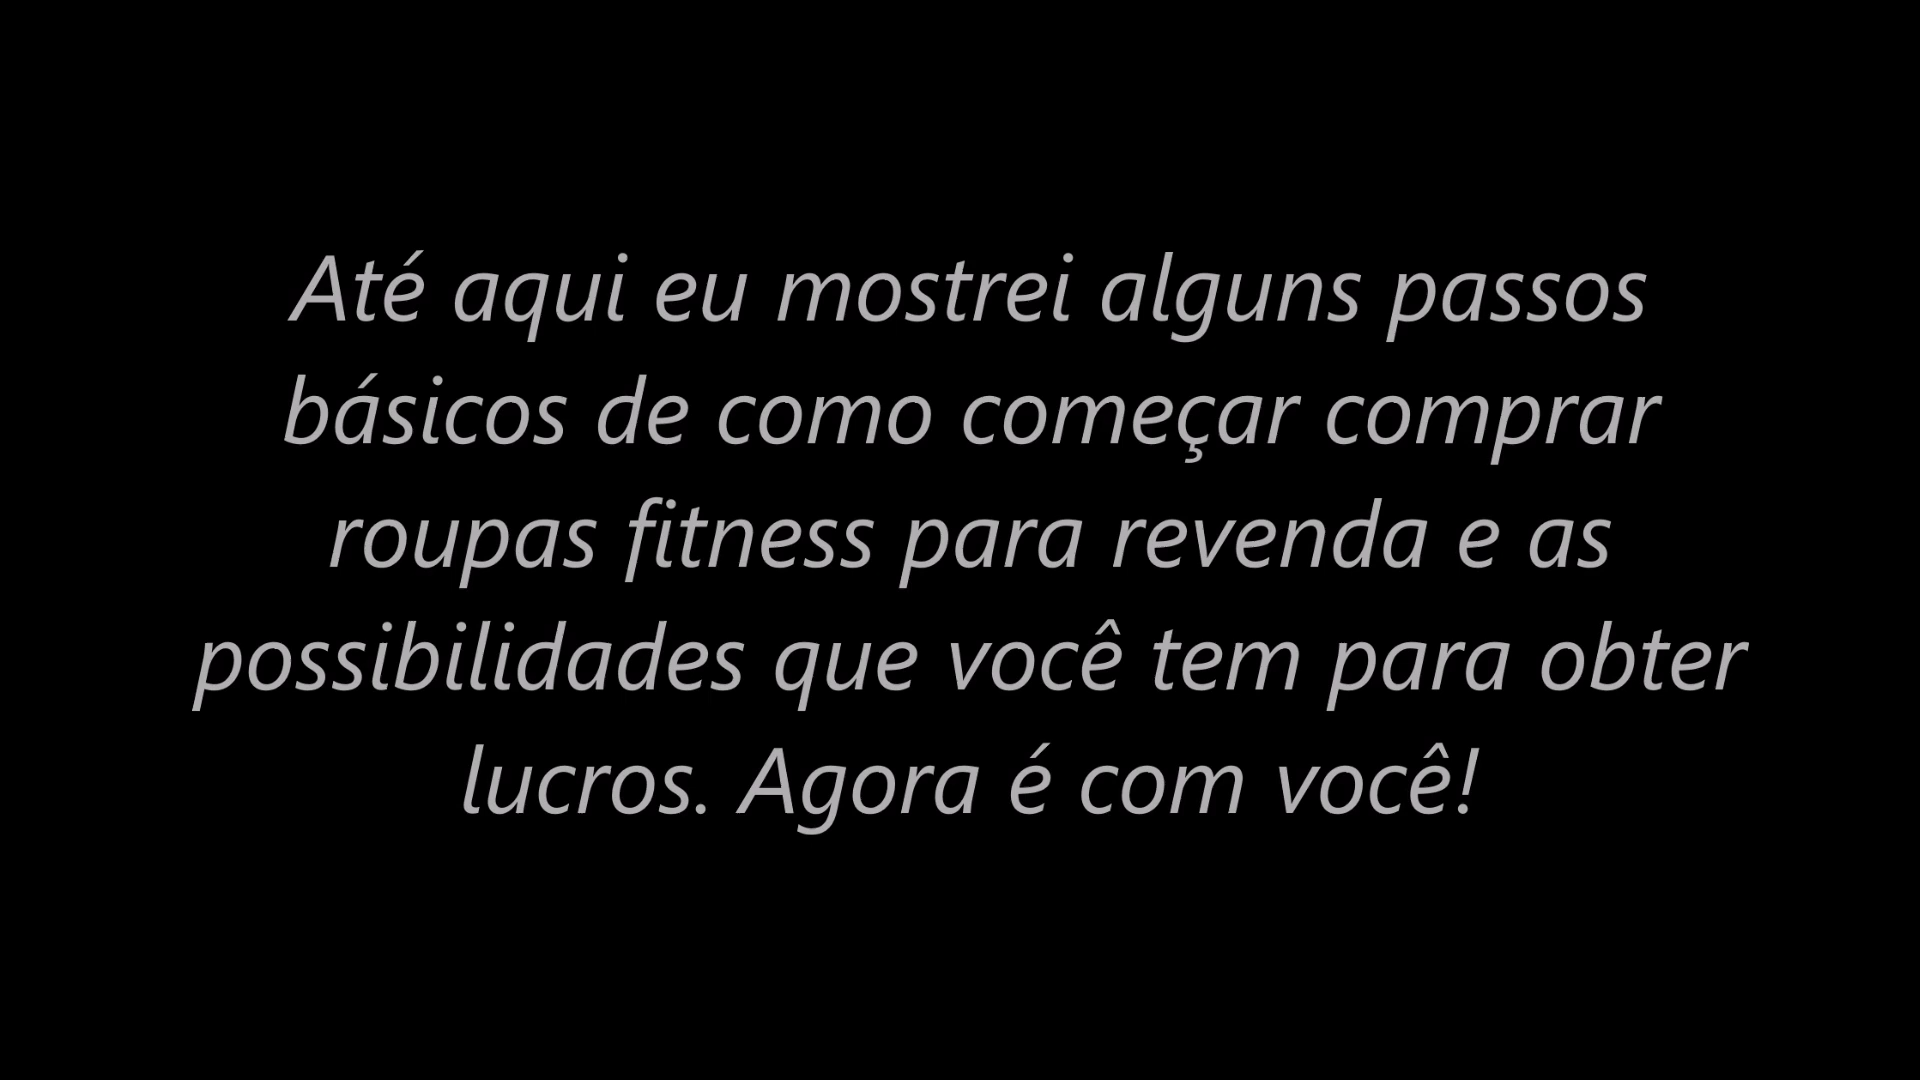 Até aqui eu mostrei alguns passos
básicos de como começar comprar
roupas fitness para revenda e as
possibilidades que você tem para obter
lucros. Agora é com você!